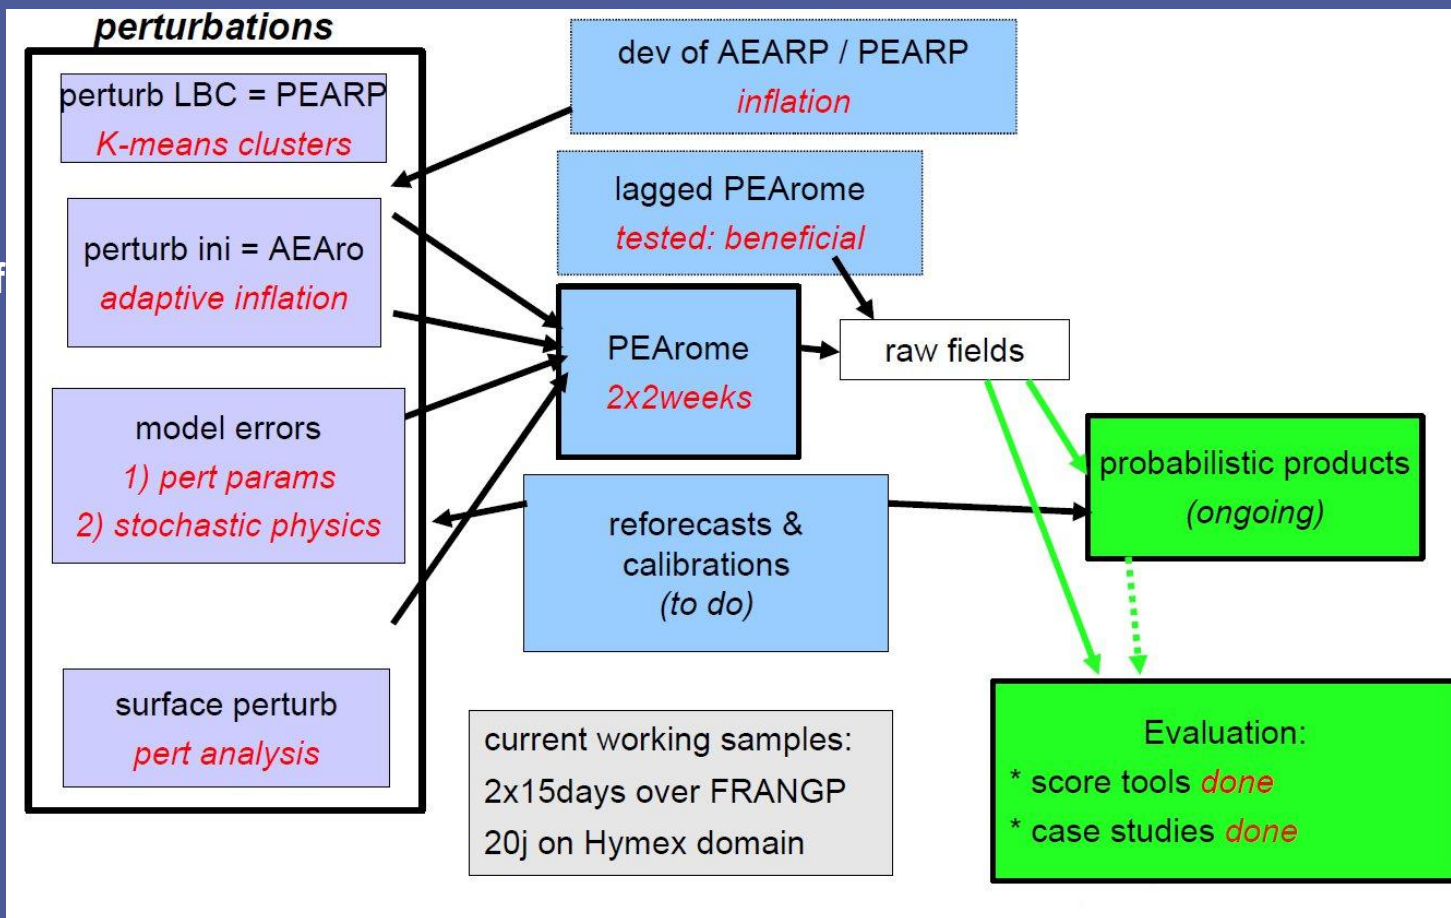 perturbations
perturb LBC = PEARP
K-means clusters
perturb ini = AEAro
adaptive inflation
model errors
1) pert params
2) stochastic physics
surface perturb
pert analysis
dev of AEARP / PEARP
inflation
lagged PEArome
tested: beneficial
PEArome
2x2weeks
raw fields
reforecasts &
calibrations
(to do)
probabilistic products
(ongoing)
current working samples:
2x15days over FRANGP
20j on Hymex domain
Evaluation:
* score tools done
* case studies done
f